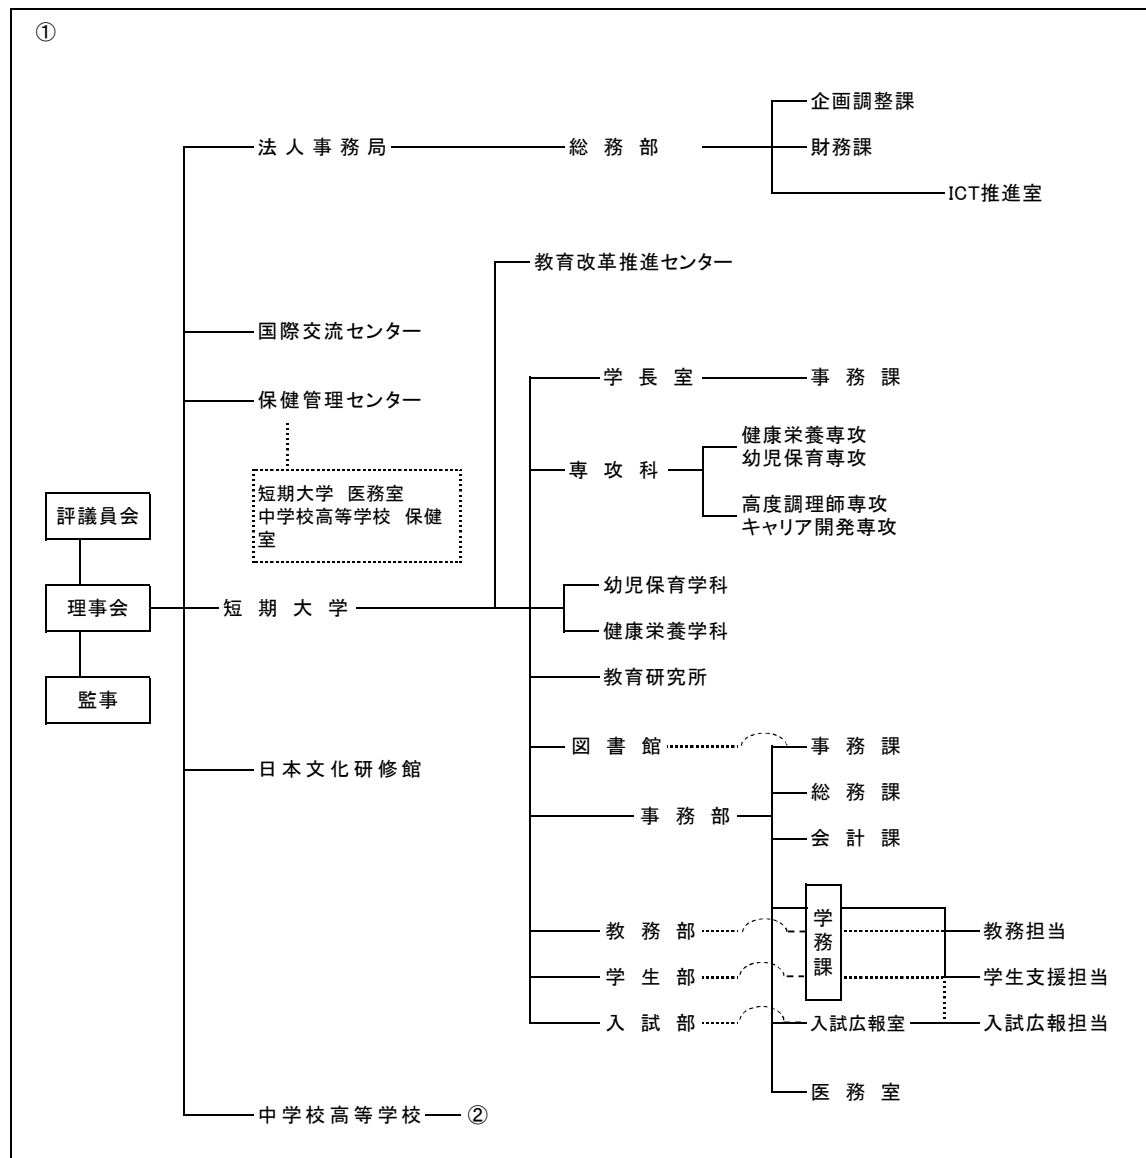 ①
企画調整課
法人事務局
総務部
財務課
ICT推進室
教育改革推進センター
国際交流センター
学長室
事務課
保健管理センター
健康栄養専攻
幼児保育専攻
専攻科
高度調理師専攻
キャリア開発専攻
短期大学 医務室
中学校高等学校 保健
室
評議員会
理事会
監事
短期大学
幼児保育学科
健康栄養学科
教育研究所
図書館
事務課
日本文化研修館
総務課
事務部
会計課
学務課
教務部
教務担当
学生部
学生支援担当
入試部
入試広報室
入試広報担当
医務室
中学校高等学校
②